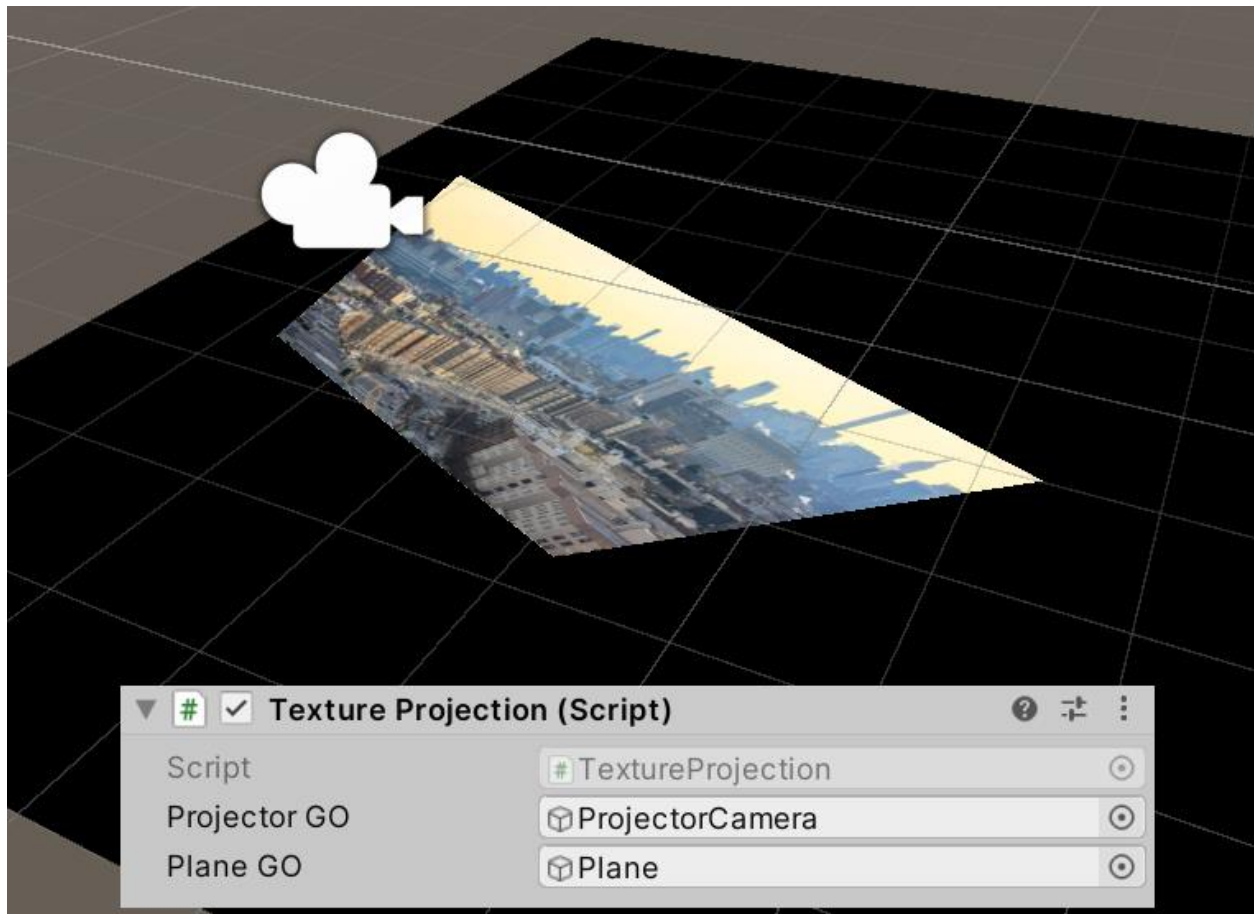 # Texture Projection (Script)
Script # TextureProjection
Projector GO ProjectorCamera
Plane GO Plane